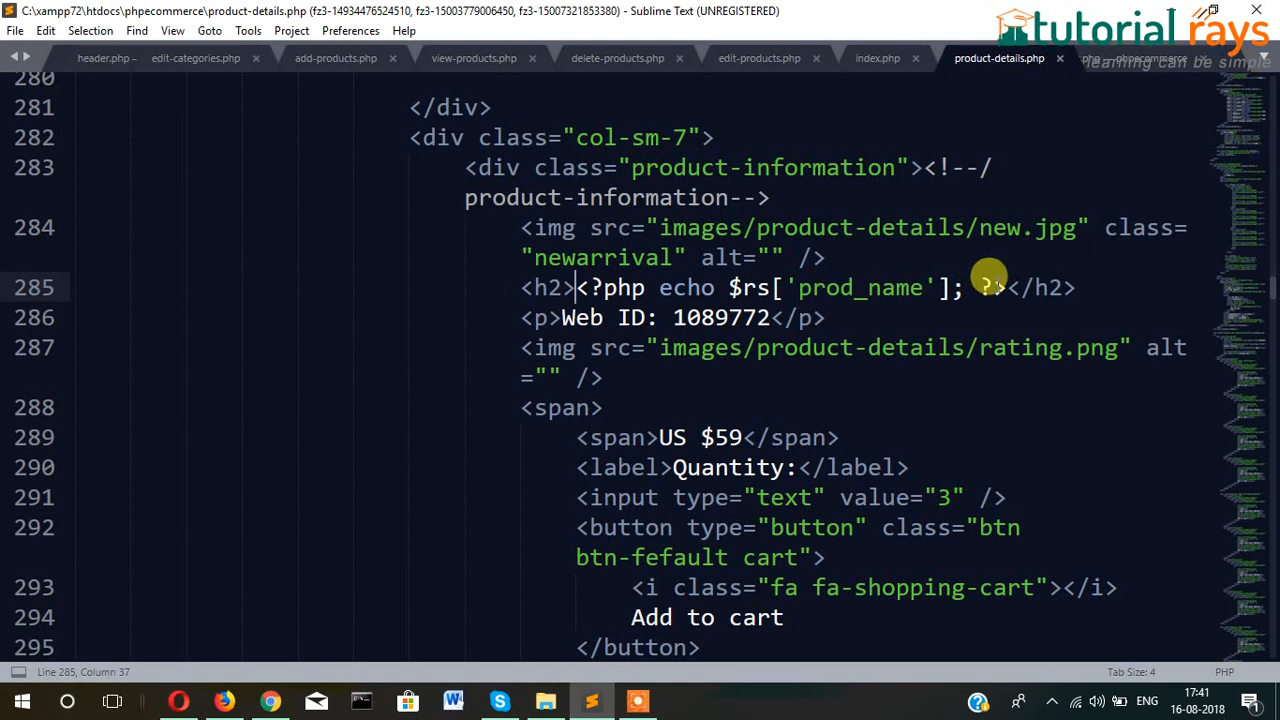 C:\xampp72\htdocs\phpecommerce\product-details.php (fz3-14934476524510, fz3-15003779006450, fz3-15007321853380) - Sublime Text (UNREGISTERED)
File Edit Selection Find View Goto Tools Project Preferences Help
tutorial rays
learning can be simple
header.php – edit-categories.php add-products.php view-products.php delete-products.php edit-products.php index.php product-details.php php - phpecommerce
280
281 </div>
282 <div class="col-sm-7">
283 <div class="product-information"><!--/
product-information-->
284 <img src="images/product-details/new.jpg" class=
"newarrival" alt="" />
285 <h2><?php echo $rs['prod_name']; ?></h2>
286 <p>Web ID: 1089772</p>
287 <img src="images/product-details/rating.png" alt
="" />
288 <span>
289 <span>US $59</span>
290 <label>Quantity:</label>
291 <input type="text" value="3" />
292 <button type="button" class="btn
btn-fefault cart">
293 <i class="fa fa-shopping-cart"></i>
294 Add to cart
295 </button>
Line 285, Column 37 Tab Size: 4 PHP
ENG 17:41
16-08-2018